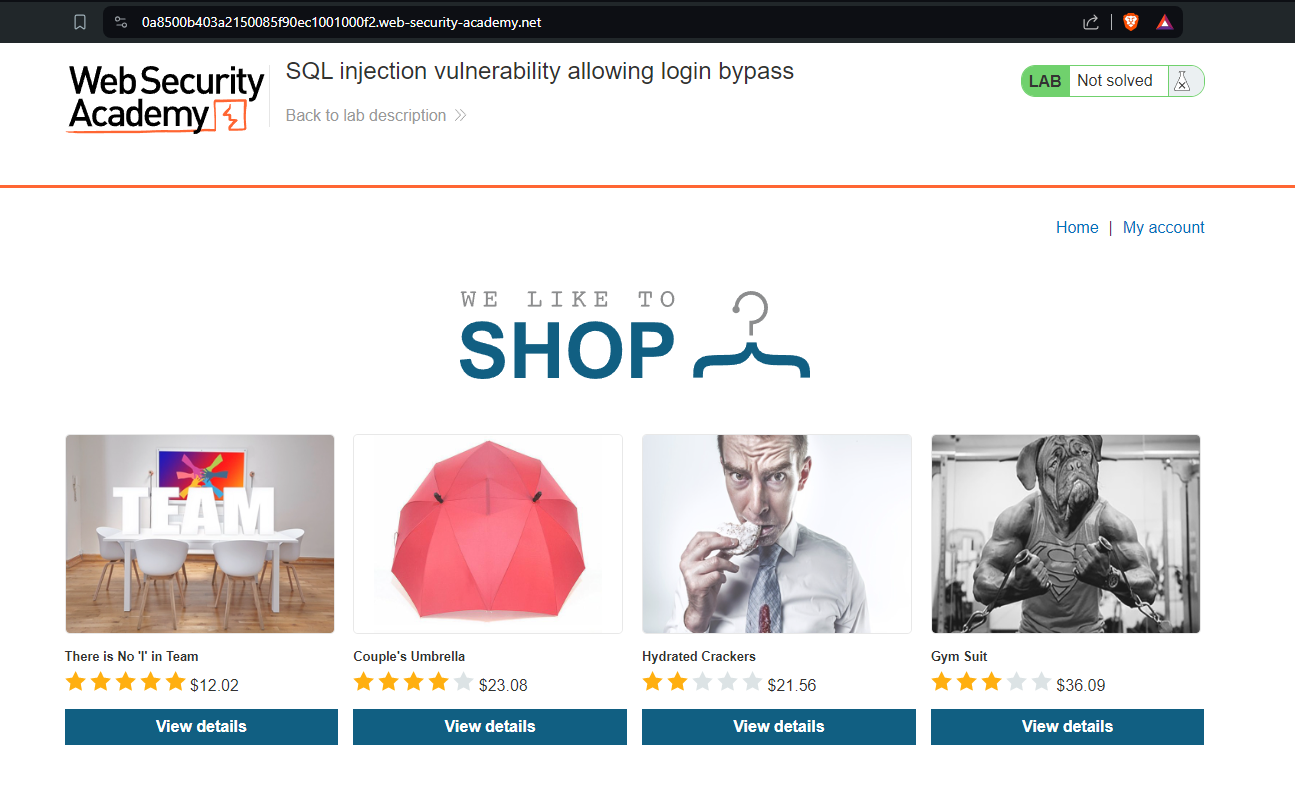 0a8500b403a2150085f90ec1001000f2.web-security-academy.net
Web Security
Academy
SQL injection vulnerability allowing login bypass
Back to lab description
LAB Not solved
Home | My account
WE LIKE TO
SHOP
TEAM
There is No 'I' in Team
$12.02
View details
Couple's Umbrella
$23.08
View details
Hydrated Crackers
$21.56
View details
Gym Suit
$36.09
View details